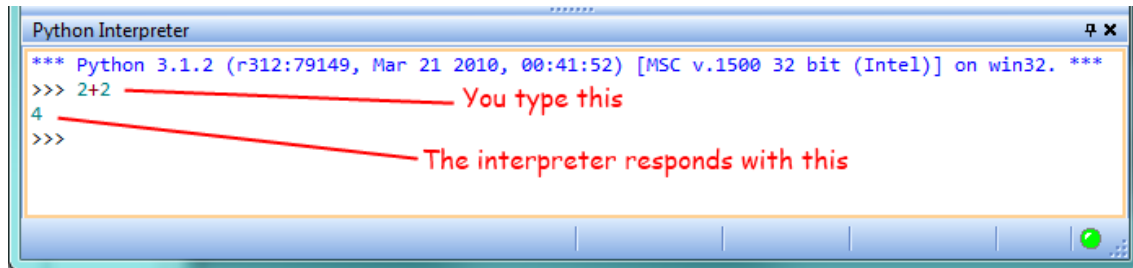 Python Interpreter
*** Python 3.1.2 (r312:79149, Mar 21 2010, 00:41:52) [MSC v.1500 32 bit (Intel)] on win32. ***
>>> 2+2
You type this
4
>>>
The interpreter responds with this